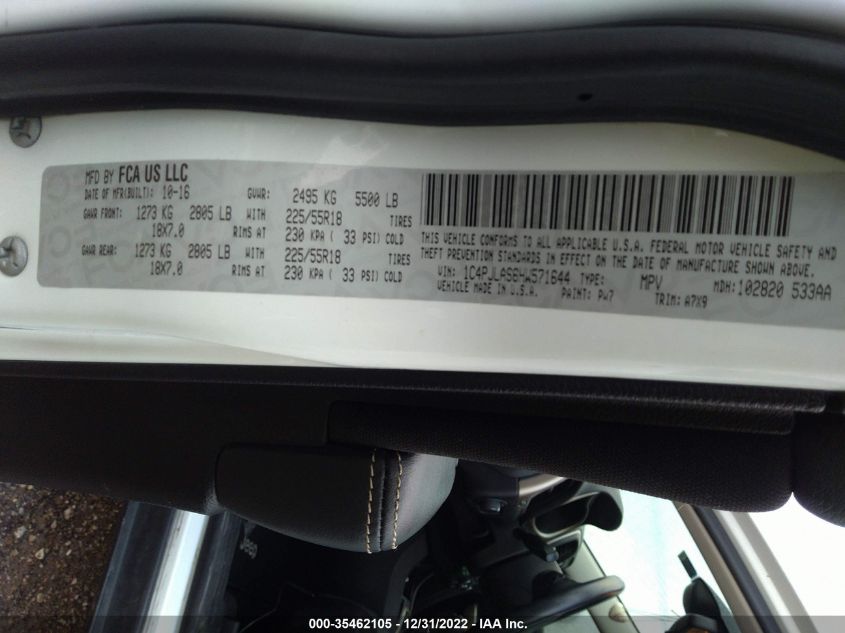 MFD BY FCA US LLC
DATE OF MFR(BUILT): 10-16 GVWR: 2495 KG 5500 LB
GAWR FRONT: 1273 KG 2805 LB WITH 225/55R18 TIRES
18X7.0 RIMS AT 230 KPA ( 33 PSI) COLD
GAWR REAR: 1273 KG 2805 LB WITH 225/55R18 TIRES
18X7.0 RIMS AT 230 KPA ( 33 PSI) COLD
THIS VEHICLE CONFORMS TO ALL APPLICABLE U.S.A. FEDERAL MOTOR VEHICLE SAFETY AND
THEFT PREVENTION STANDARDS IN EFFECT ON THE DATE OF MANUFACTURE SHOWN ABOVE.
VIN: 1C4PJLAS6HW571644 TYPE: MPV MDH: 102820 533AA
VEHICLE MADE IN U.S.A. PAINT: PW7 TRIM: A7X9
Jeep
000-35462105 - 12/31/2022 - IAA Inc.